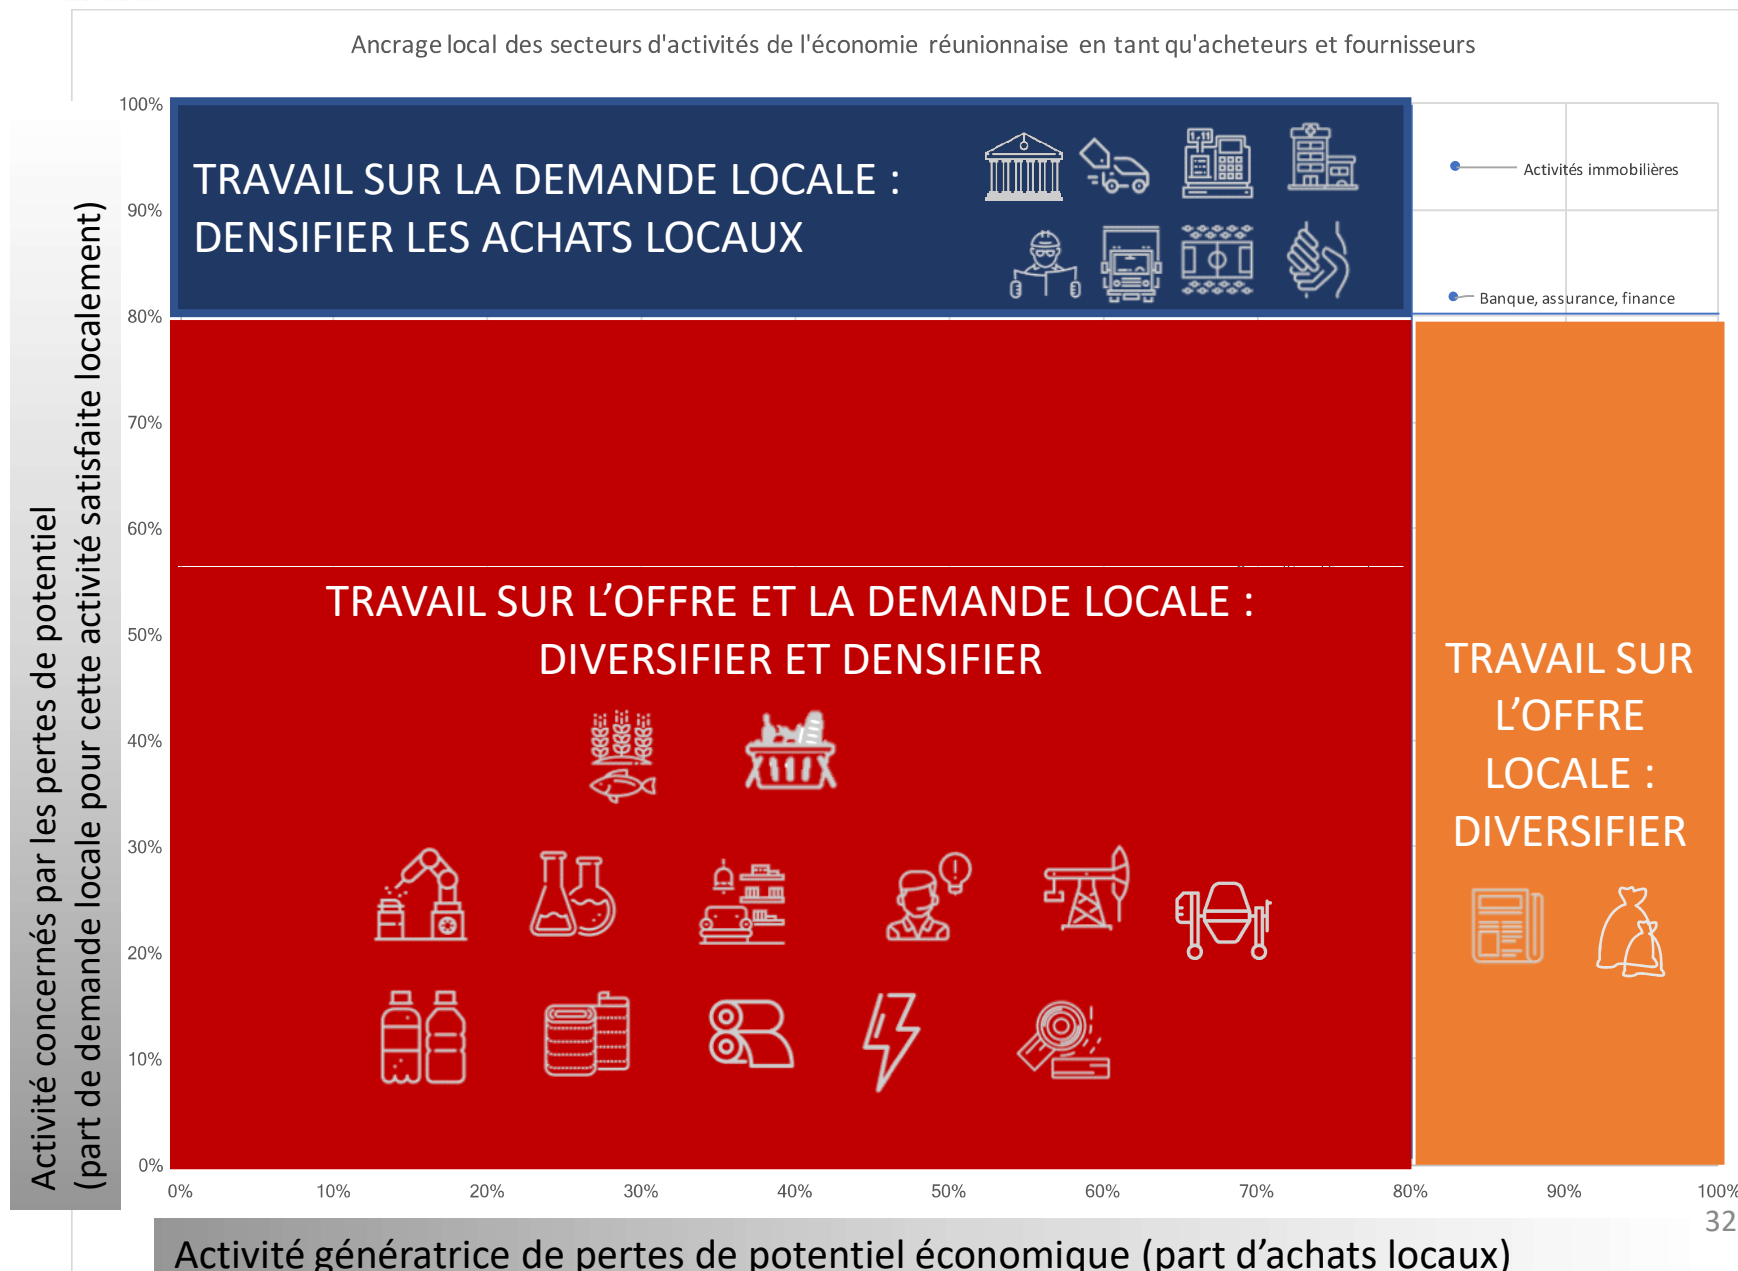 Ancrage local des secteurs d'activités de l'économie réunionnaise en tant qu'acheteurs et fournisseurs
Activité concernés par les pertes de potentiel
(part de demande locale pour cette activité satisfaite localement)
100%
90%
80%
70%
60%
50%
40%
30%
20%
10%
0%
TRAVAIL SUR LA DEMANDE LOCALE :
DENSIFIER LES ACHATS LOCAUX
1,11
Activités immobilières
Banque, assurance, finance
TRAVAIL SUR L'OFFRE ET LA DEMANDE LOCALE :
DIVERSIFIER ET DENSIFIER
TRAVAIL SUR
L'OFFRE
LOCALE :
DIVERSIFIER
0%
10%
20%
30%
40%
50%
60%
70%
80%
90%
100%
32
Activité génératrice de pertes de potentiel économique (part d'achats locaux)